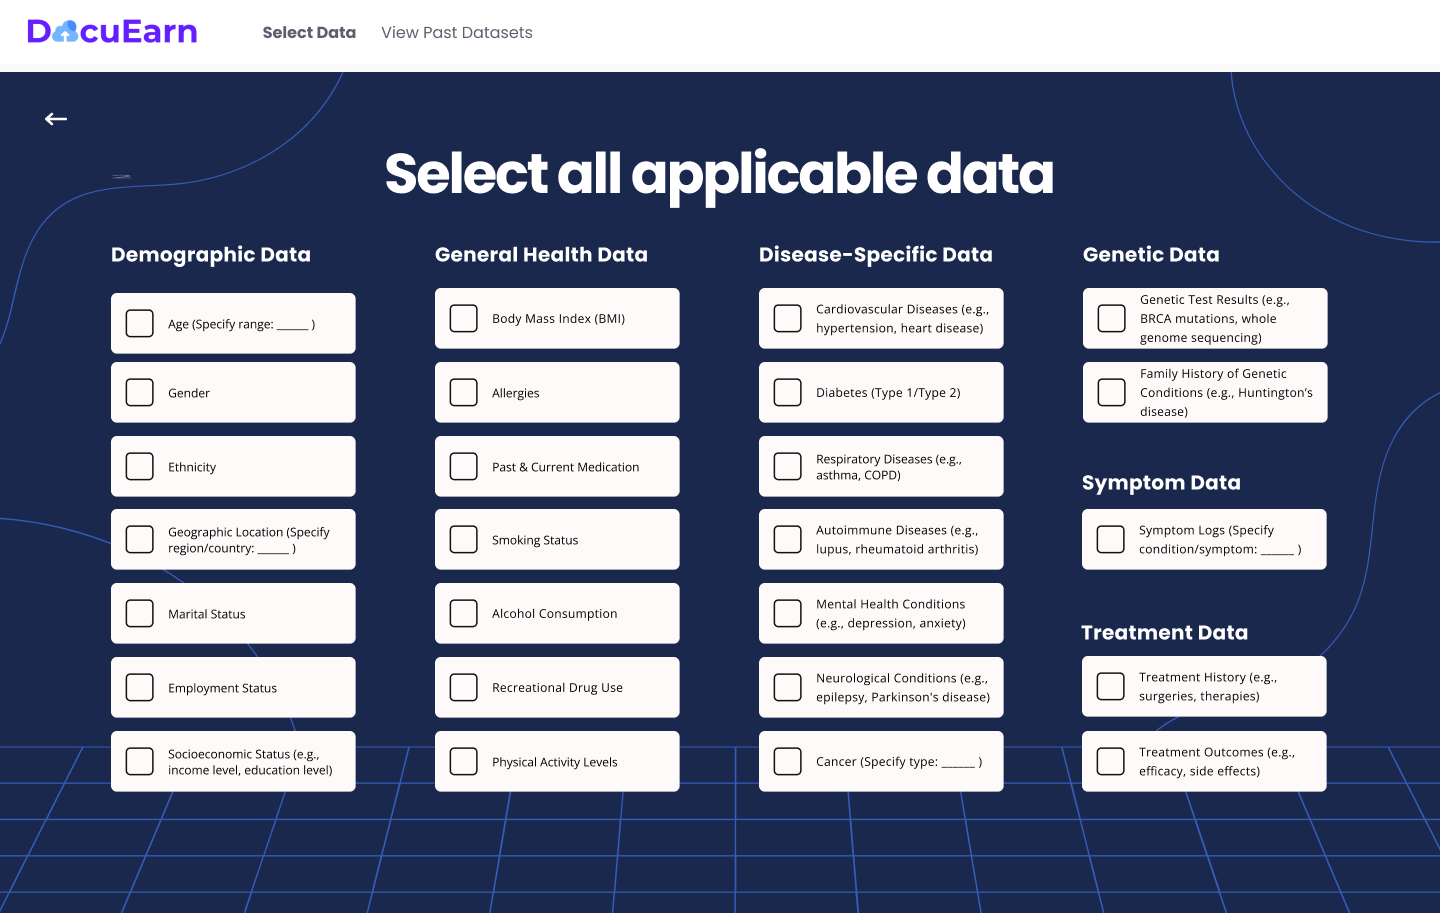 DocuEarn
Select Data
View Past Datasets
Select all applicable data
Demographic Data
Age (Specify range: ______ )
Gender
Ethnicity
Geographic Location (Specify
region/country: _____ )
Marital Status
Employment Status
Socioeconomic Status (e.g.,
income level, education level)
General Health Data
Body Mass Index (BMI)
Allergies
Past & Current Medication
Smoking Status
Alcohol Consumption
Recreational Drug Use
Physical Activity Levels
Disease-Specific Data
Cardiovascular Diseases (e.g.,
hypertension, heart disease)
Diabetes (Type 1/Type 2)
Respiratory Diseases (e.g.,
asthma, COPD)
Autoimmune Diseases (e.g.,
lupus, rheumatoid arthritis)
Mental Health Conditions
(e.g., depression, anxiety)
Neurological Conditions (e.g.,
epilepsy, Parkinson's disease)
Cancer (Specify type: ______ )
Genetic Data
Genetic Test Results (e.g.,
BRCA mutations, whole
genome sequencing)
Family History of Genetic
Conditions (e.g., Huntington’s
disease)
Symptom Data
Symptom Logs (Specify
condition/symptom: ______ )
Treatment Data
Treatment History (e.g.,
surgeries, therapies)
Treatment Outcomes (e.g.,
efficacy, side effects)